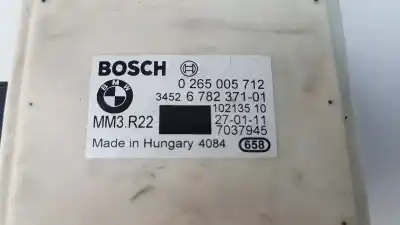 BOSCH
0 265 005 712
BMW
3452 6 782 371-01
102135 10
MM3.R22
27-01-11
7037945
Made in Hungary 4084
658